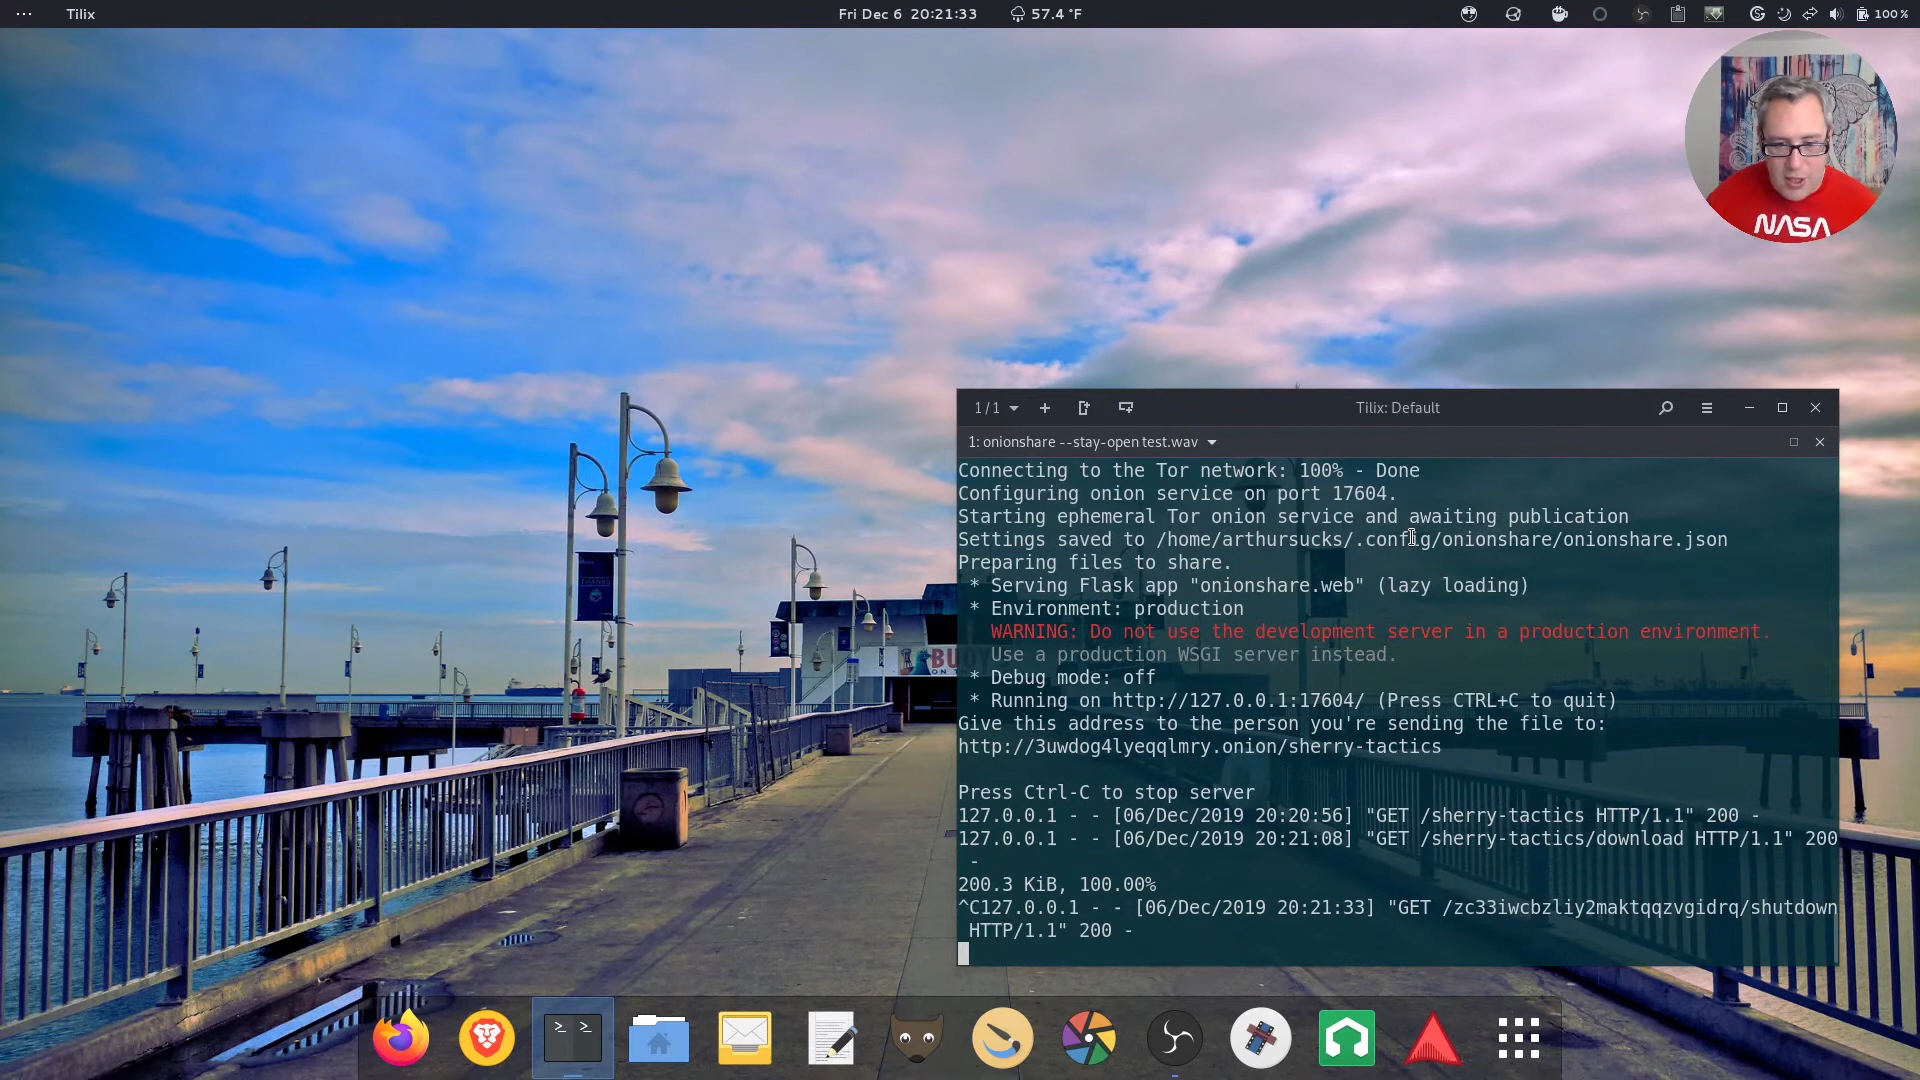 Tilix
Fri Dec 6 20:21:33
57.4 °F
100 %
NASA
1 / 1
Tilix: Default
1: onionshare --stay-open test.wav
Connecting to the Tor network: 100% - Done
Configuring onion service on port 17604.
Starting ephemeral Tor onion service and awaiting publication
Settings saved to /home/arthursucks/.config/onionshare/onionshare.json
Preparing files to share.
* Serving Flask app "onionshare.web" (lazy loading)
* Environment: production
WARNING: Do not use the development server in a production environment.
Use a production WSGI server instead.
* Debug mode: off
* Running on http://127.0.0.1:17604/ (Press CTRL+C to quit)
Give this address to the person you're sending the file to:
http://3uwdog4lyeqqlmry.onion/sherry-tactics
Press Ctrl-C to stop server
127.0.0.1 - - [06/Dec/2019 20:20:56] "GET /sherry-tactics HTTP/1.1" 200 -
127.0.0.1 - - [06/Dec/2019 20:21:08] "GET /sherry-tactics/download HTTP/1.1" 200
-
200.3 KiB, 100.00%
^C127.0.0.1 - - [06/Dec/2019 20:21:33] "GET /zc33iwcbzliy2maktqqzvgidrq/shutdown
HTTP/1.1" 200 -